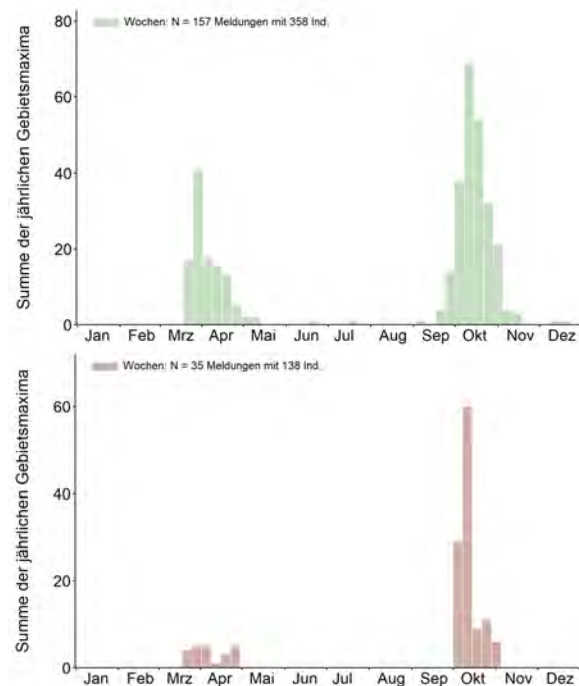 Summe der jährlichen Gebietsmaxima
80
60
40
20
0
Wochen: N = 157 Meldungen mit 358 Ind.
Jan Feb Mrz Apr Mai Jun Jul Aug Sep Okt Nov Dez
Summe der jährlichen Gebietsmaxima
60
40
20
0
Wochen: N = 35 Meldungen mit 138 Ind.
Jan Feb Mrz Apr Mai Jun Jul Aug Sep Okt Nov Dez